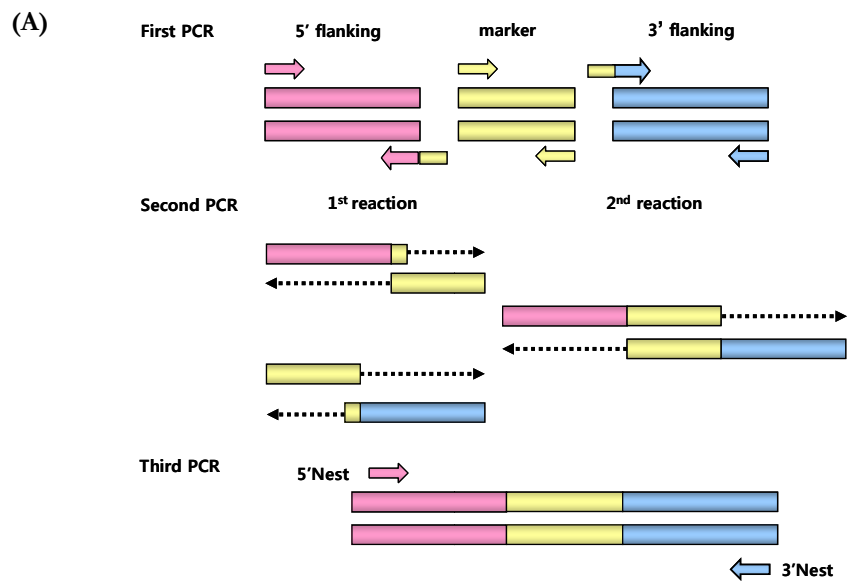 (A)
First PCR 5' flanking marker 3' flanking
Second PCR 1st reaction 2nd reaction
Third PCR
5'Nest
3'Nest